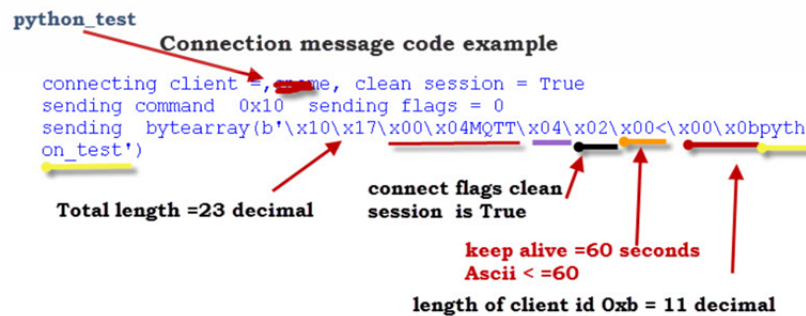 python_test
Connection message code example
connecting client =, me, clean session = True
sending command 0x10 sending flags = 0
sending bytearray(b'\x10\x17\x00\x04MQTT\x04\x02\x00<\x00\x0bpyth
on_test')
Total length =23 decimal
connect flags clean
session is True
keep alive =60 seconds
Ascii < =60
length of client id 0xb = 11 decimal